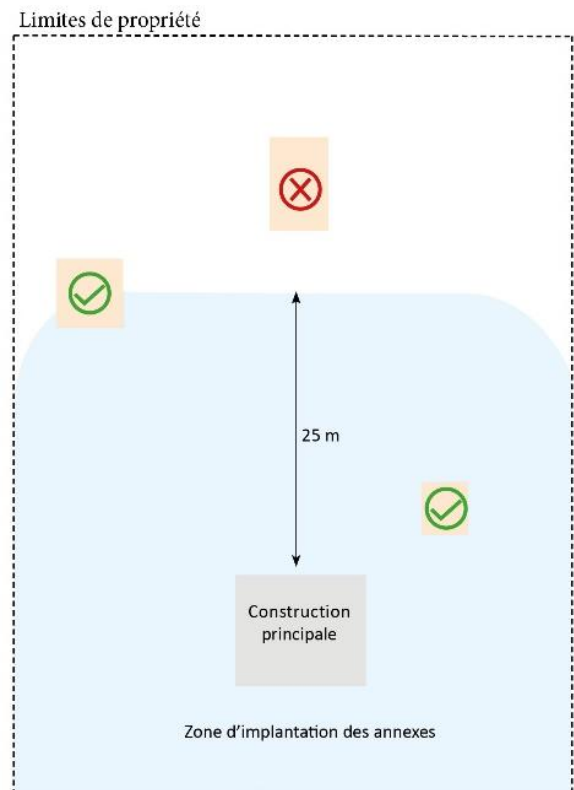 Limites de propriété
25 m
Construction
principale
Zone d'implantation des annexes